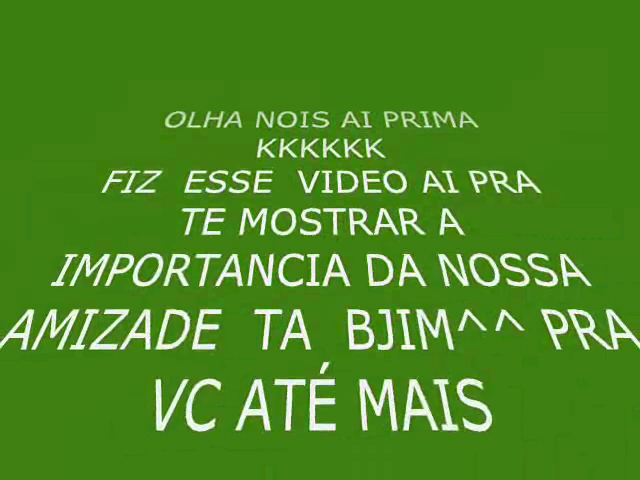 OLHA NOIS AI PRIMA
KKKKKK
FIZ ESSE VIDEO AI PRA
TE MOSTRAR A
IMPORTANCIA DA NOSSA
AMIZADE TA BJIM^^ PRA
VC ATÉ MAIS